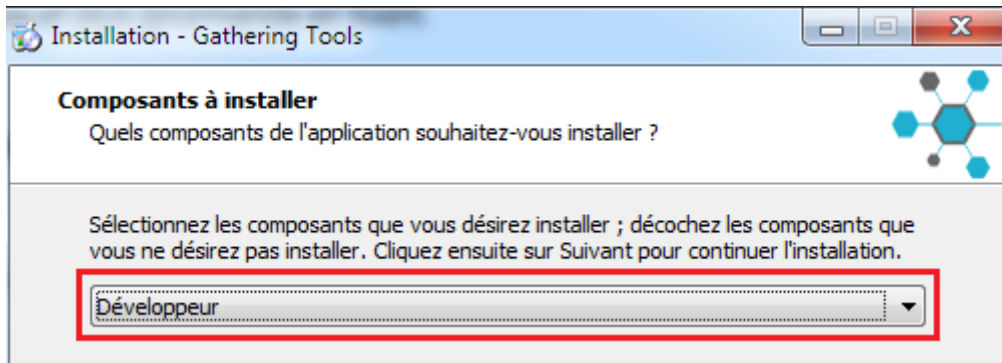 Installation - Gathering Tools
Composants à installer
Quels composants de l'application souhaitez-vous installer ?
Sélectionnez les composants que vous désirez installer ; décochez les composants que
vous ne désirez pas installer. Cliquez ensuite sur Suivant pour continuer l'installation.
Développeur